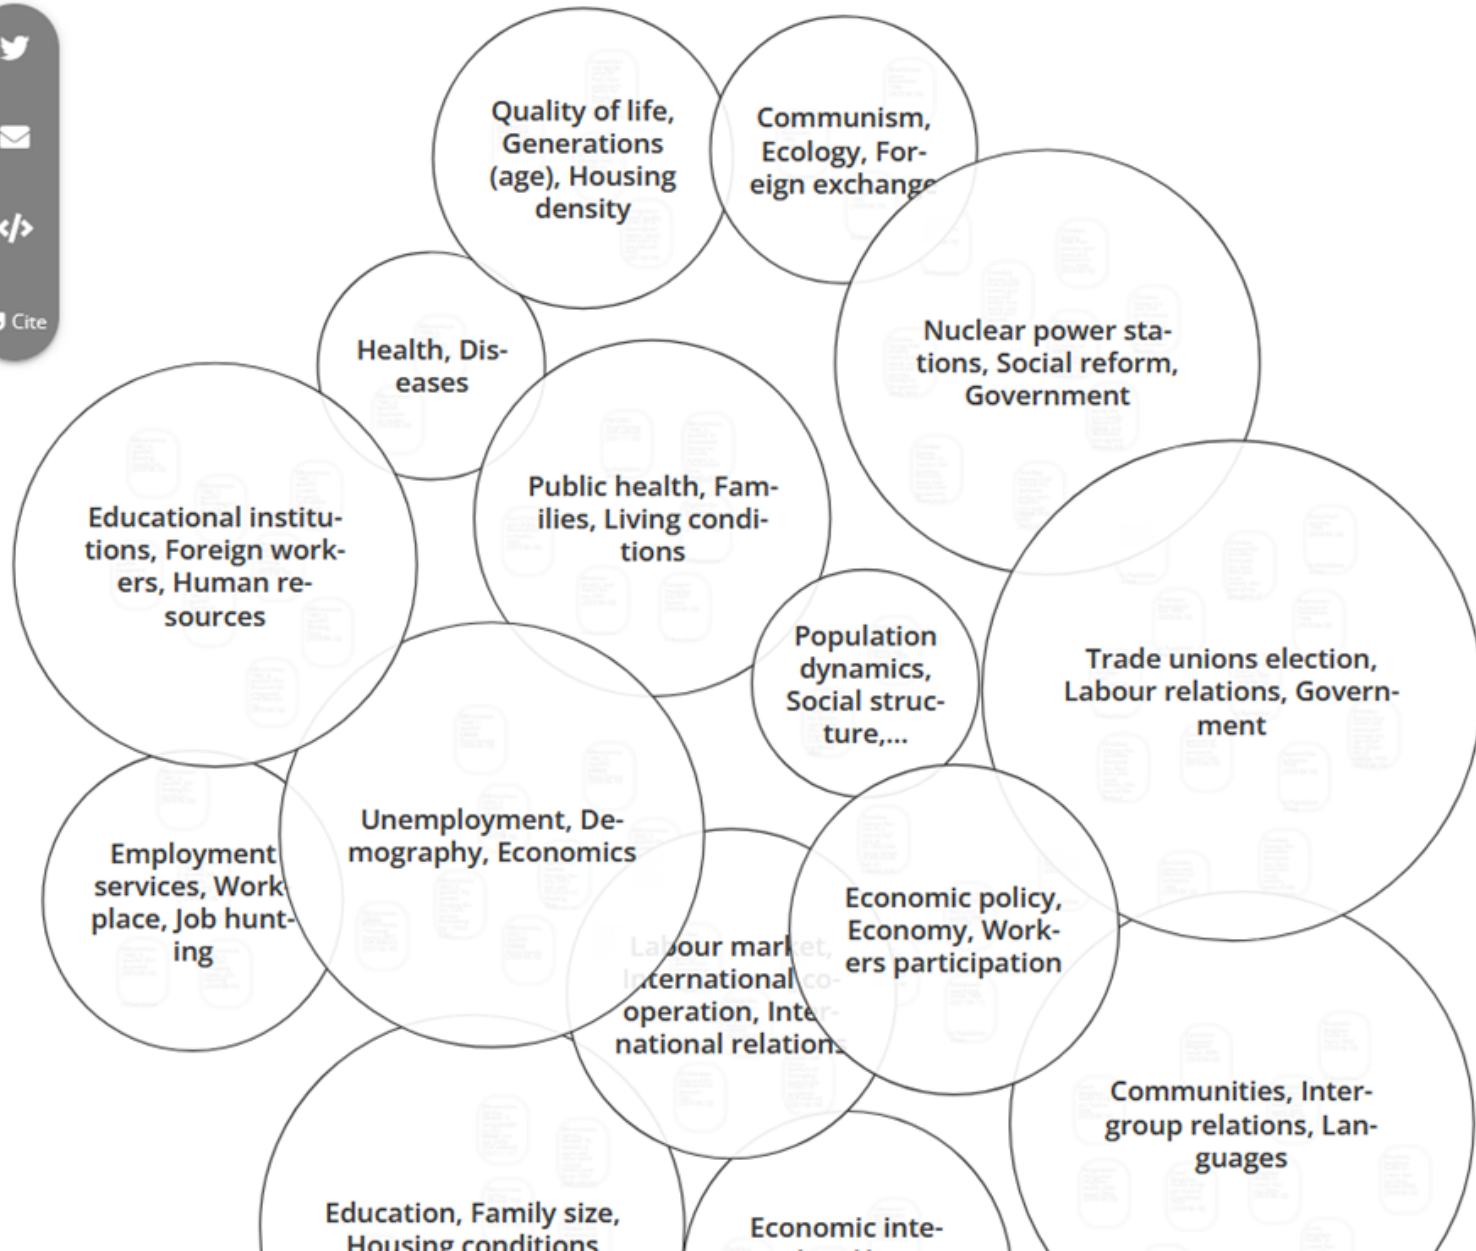 Cite
Quality of life,
Generations
(age), Housing
density
Communism,
Ecology, For-
eign exchange
Health, Dis-
eases
Nuclear power sta-
tions, Social reform,
Government
Educational institu-
tions, Foreign work-
ers, Human re-
sources
Public health, Fam-
ilies, Living condi-
tions
Population
dynamics,
Social struc-
ture,...
Trade unions election,
Labour relations, Govern-
ment
Employment
services, Work-
place, Job hunt-
ing
Unemployment, De-
mography, Economics
Labour market,
International co-
operation, Inter-
national relations
Economic policy,
Economy, Work-
ers participation
Communities, Inter-
group relations, Lan-
guages
Education, Family size,
Housing conditions
Economic inte-